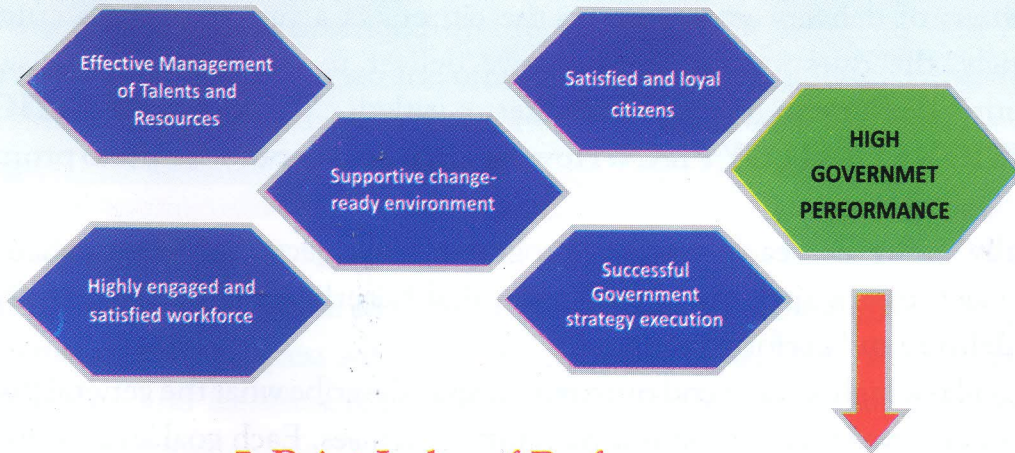 Effective Management
of Talents and
Resources
Satisfied and loyal
citizens
HIGH
GOVERNMET
PERFORMANCE
Supportive change-
ready environment
Highly engaged and
satisfied workforce
Successful
Government
strategy execution